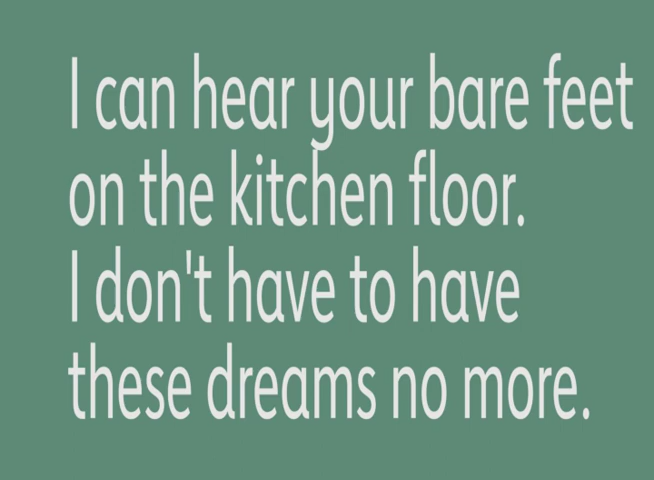 I can hear your bare feet
on the kitchen floor.
I don't have to have
these dreams no more.